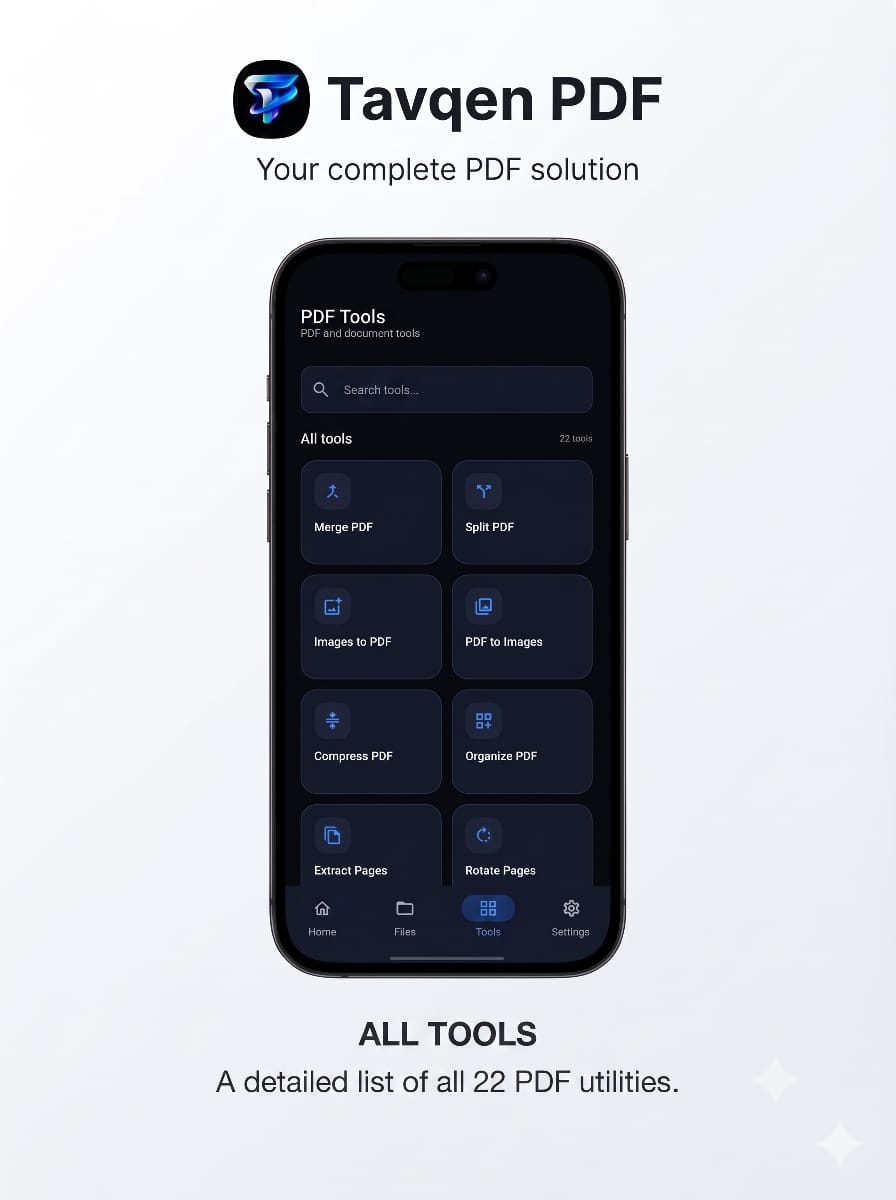 Tavqen PDF
Your complete PDF solution
PDF Tools
PDF and document tools
Search tools...
All tools
22 tools
Merge PDF
Split PDF
Images to PDF
PDF to Images
Compress PDF
Organize PDF
Extract Pages
Rotate Pages
Home
Files
Tools
Settings
ALL TOOLS
A detailed list of all 22 PDF utilities.